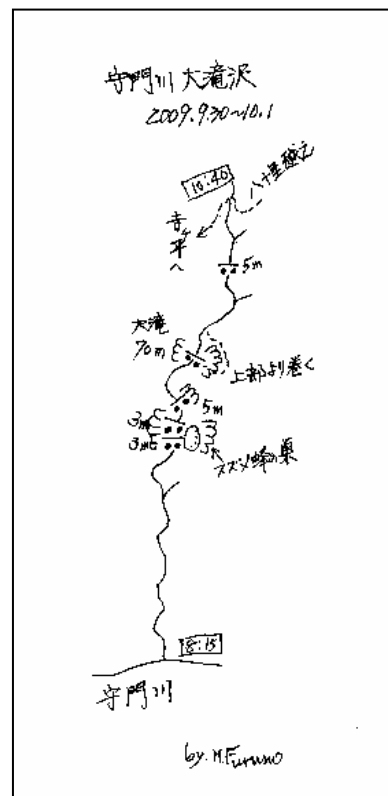 守門川大滝沢
2009.9.30~10.1
10:40
八十里越え
吉ヶ平へ
5m
大滝
70m
上部より巻く
5m
3m
3m
スズメ蜂の巣
8:15
守門川
by. M.Furuno